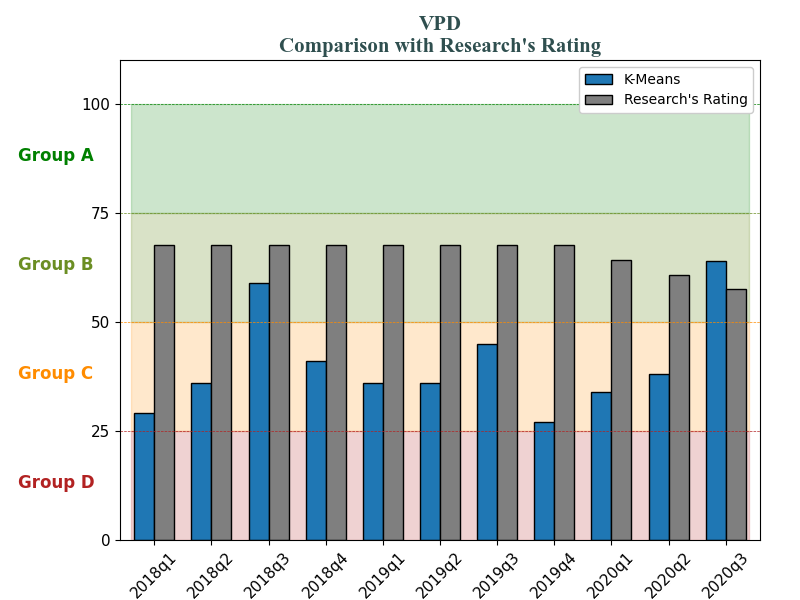 VPD
Comparison with Research's Rating
K-Means
Research's Rating
100
Group A
75
Group B
50
Group C
25
Group D
0
2018q1
2018q2
2018q3
2018q4
2019q1
2019q2
2019q3
2019q4
2020q1
2020q2
2020q3